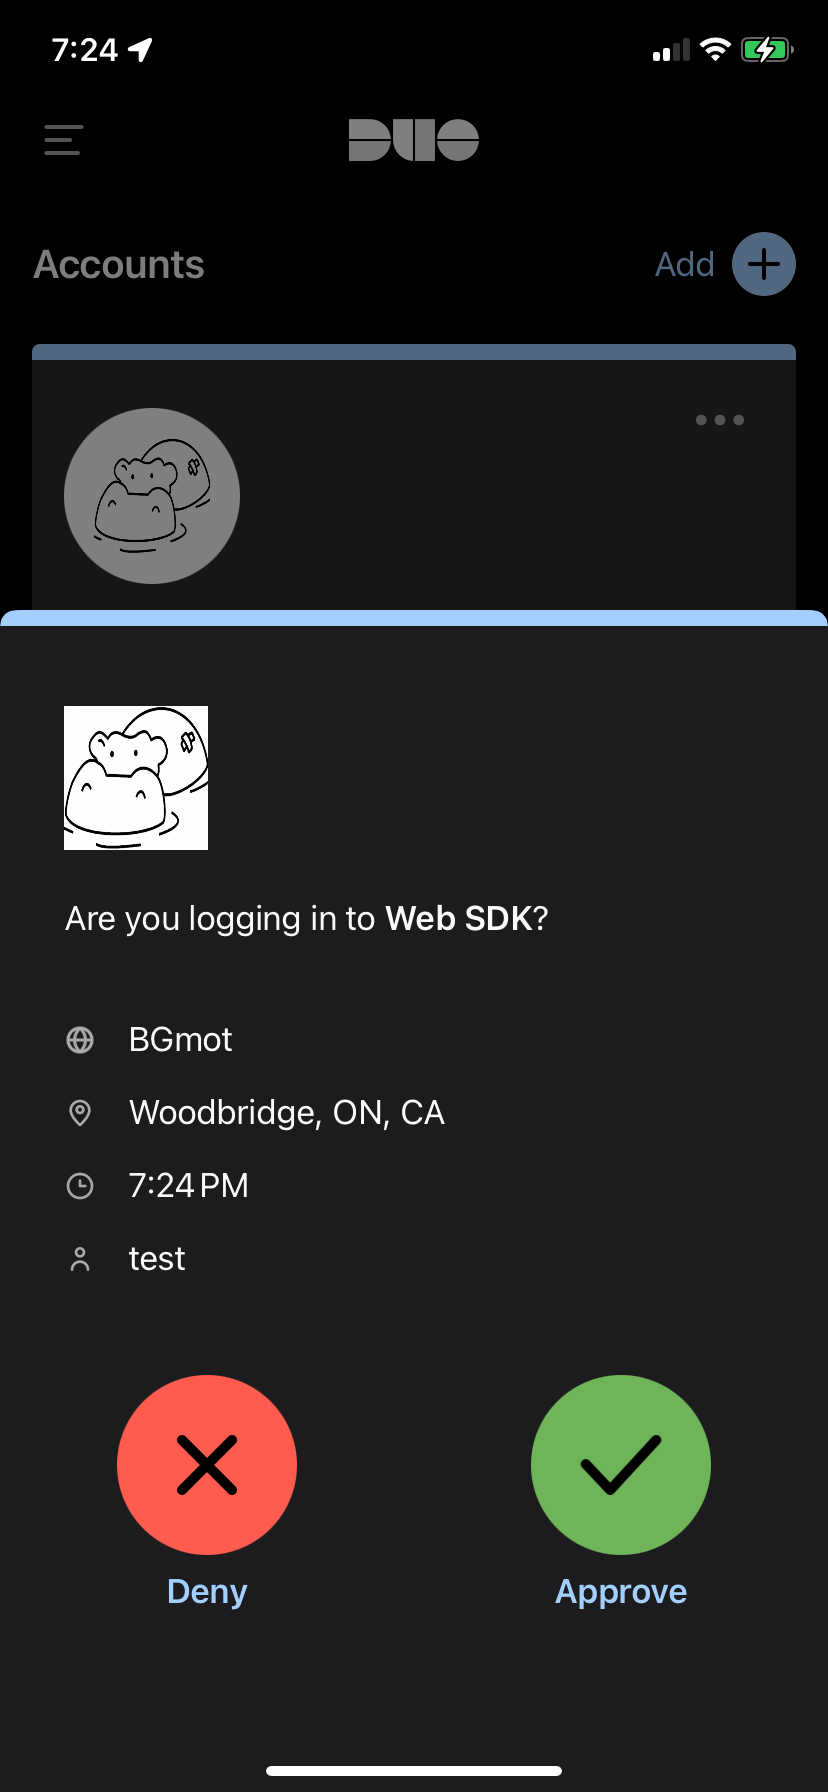 7:24
DUO
Accounts
Add
Are you logging in to Web SDK?
BGmot
Woodbridge, ON, CA
7:24 PM
test
Deny
Approve